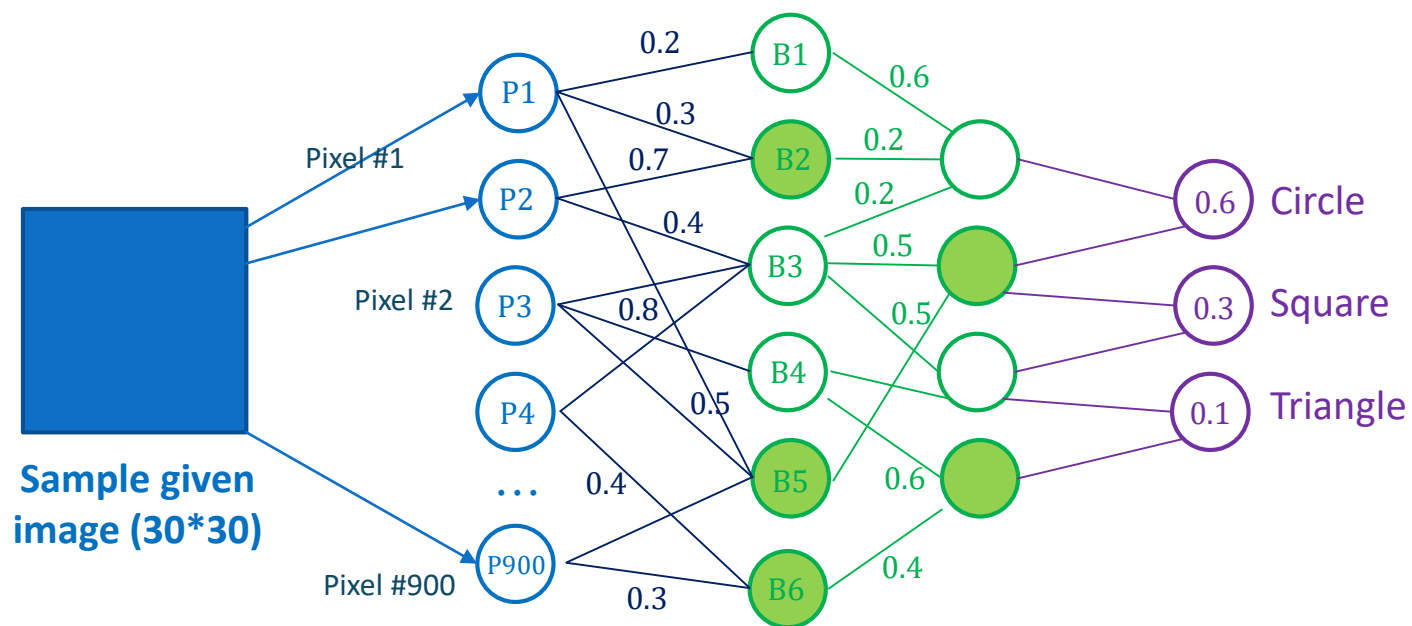 Sample given
image (30*30)
Pixel #1
Pixel #2
Pixel #900
P1
P2
P3
P4
...
P900
0.2
0.3
0.7
0.4
0.8
0.5
0.4
0.3
B1
B2
B3
B4
B5
B6
0.6
0.2
0.2
0.5
0.5
0.6
0.4
0.6 Circle
0.3 Square
0.1 Triangle